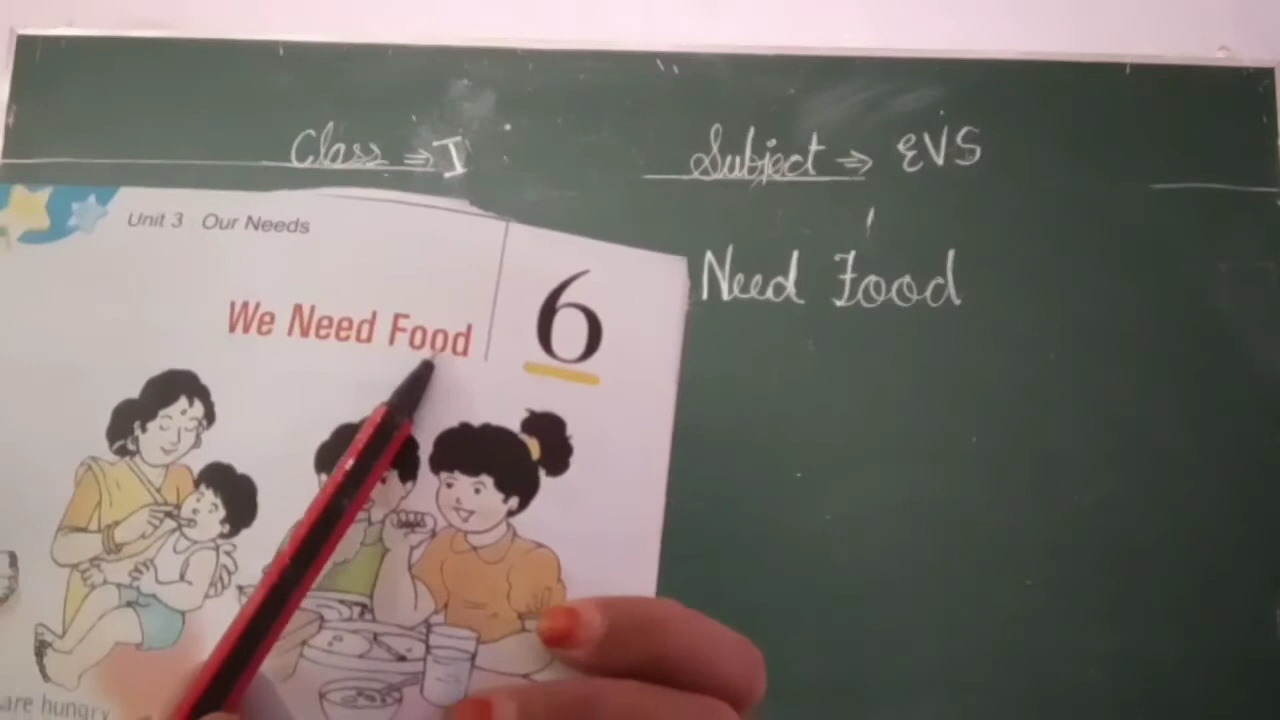 Class ⇒ I
Subject ⇒ EVS
Need Food
Unit 3 Our Needs
We Need Food
6
are hungry